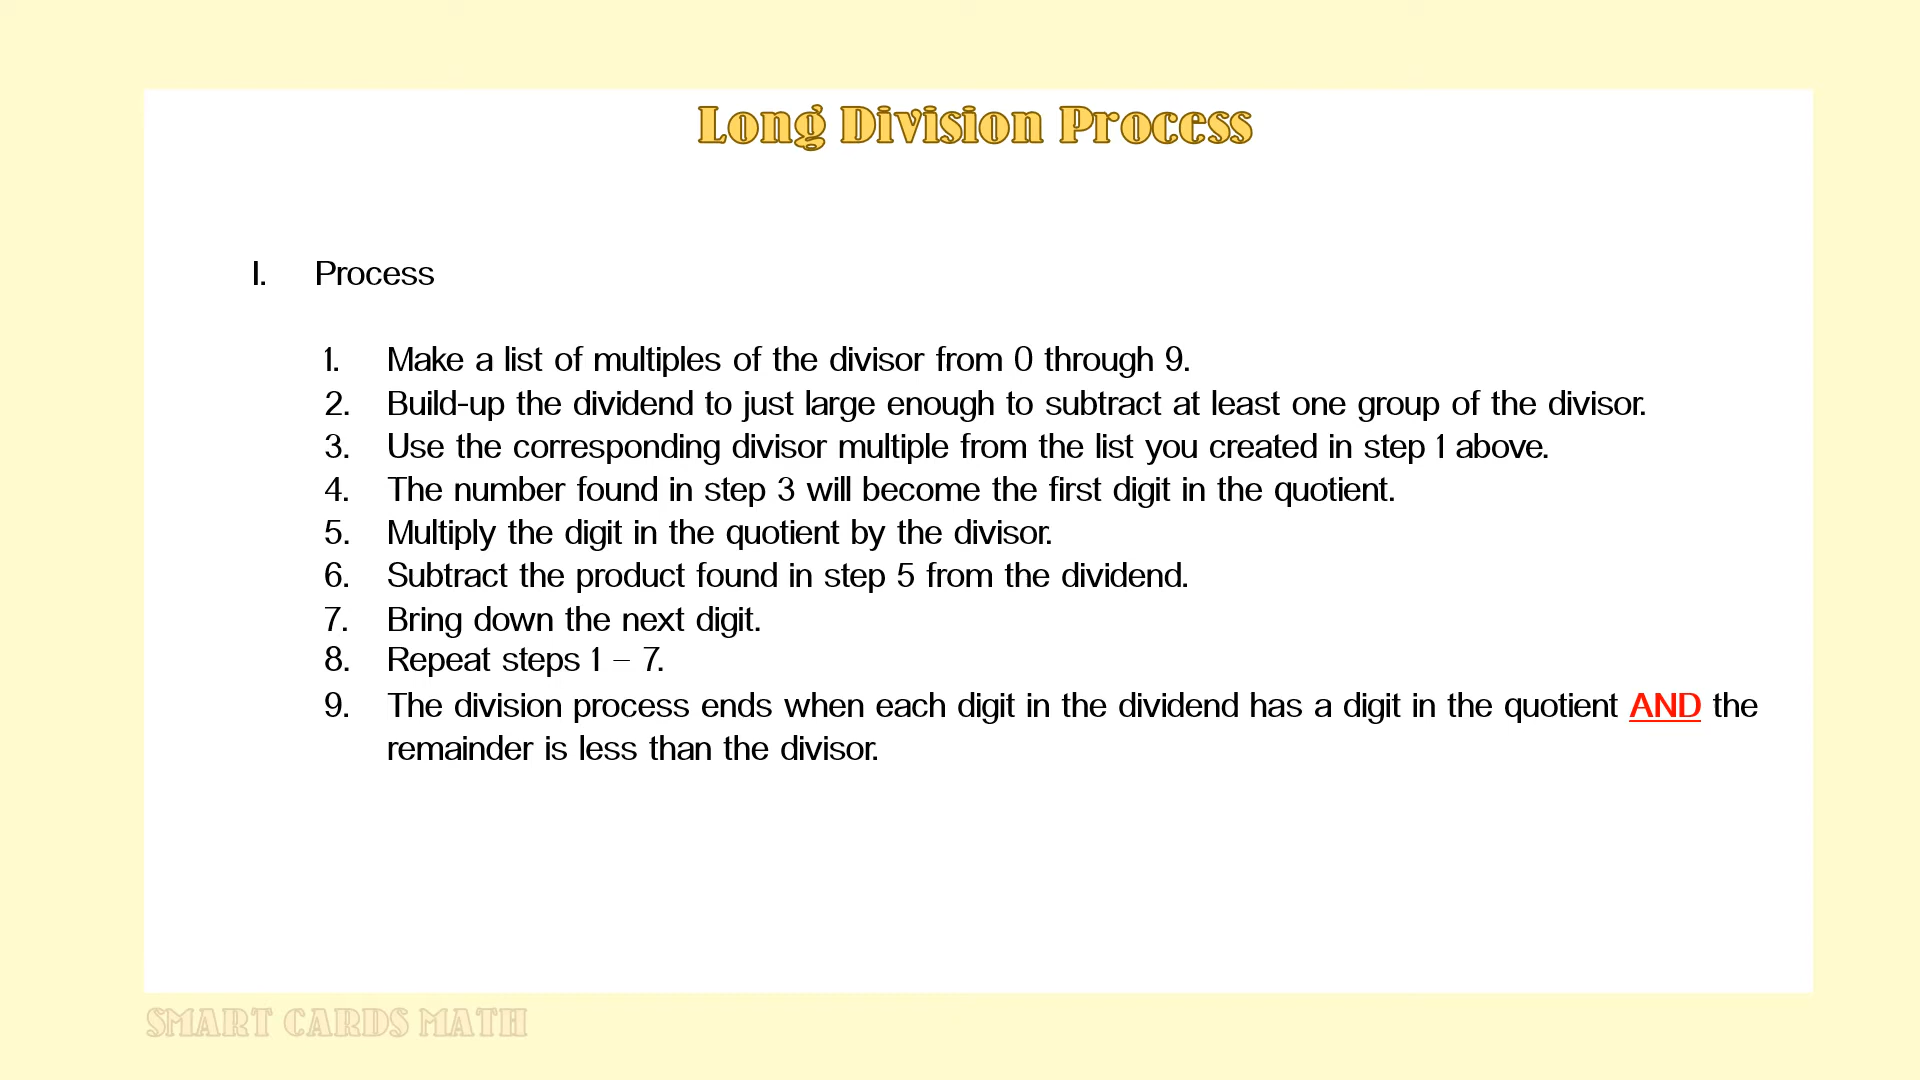 Long Division Process
I. Process
1. Make a list of multiples of the divisor from 0 through 9.
2. Build-up the dividend to just large enough to subtract at least one group of the divisor.
3. Use the corresponding divisor multiple from the list you created in step 1 above.
4. The number found in step 3 will become the first digit in the quotient.
5. Multiply the digit in the quotient by the divisor.
6. Subtract the product found in step 5 from the dividend.
7. Bring down the next digit.
8. Repeat steps 1 – 7.
9. The division process ends when each digit in the dividend has a digit in the quotient AND the
remainder is less than the divisor.
SMART CARDS MATH